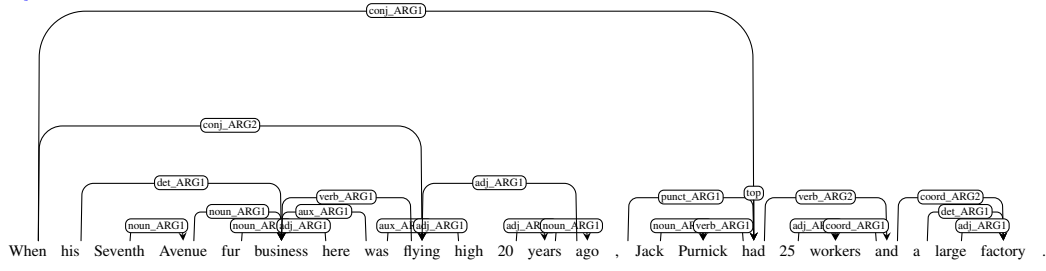 conj_ARG1
conj_ARG2
det_ARG1 adj_ARG1 top
verb_ARG1 punct_ARG1 verb_ARG2 coord_ARG2
noun_ARG1 aux_ARG1 det_ARG1
noun_ARG1 adj_ARG1 adj_ARG1 noun_ARG1 verb_ARG1 coord_ARG1 adj_ARG1
When his Seventh Avenue fur business here was flying high 20 years ago , Jack Purnick had 25 workers and a large factory .